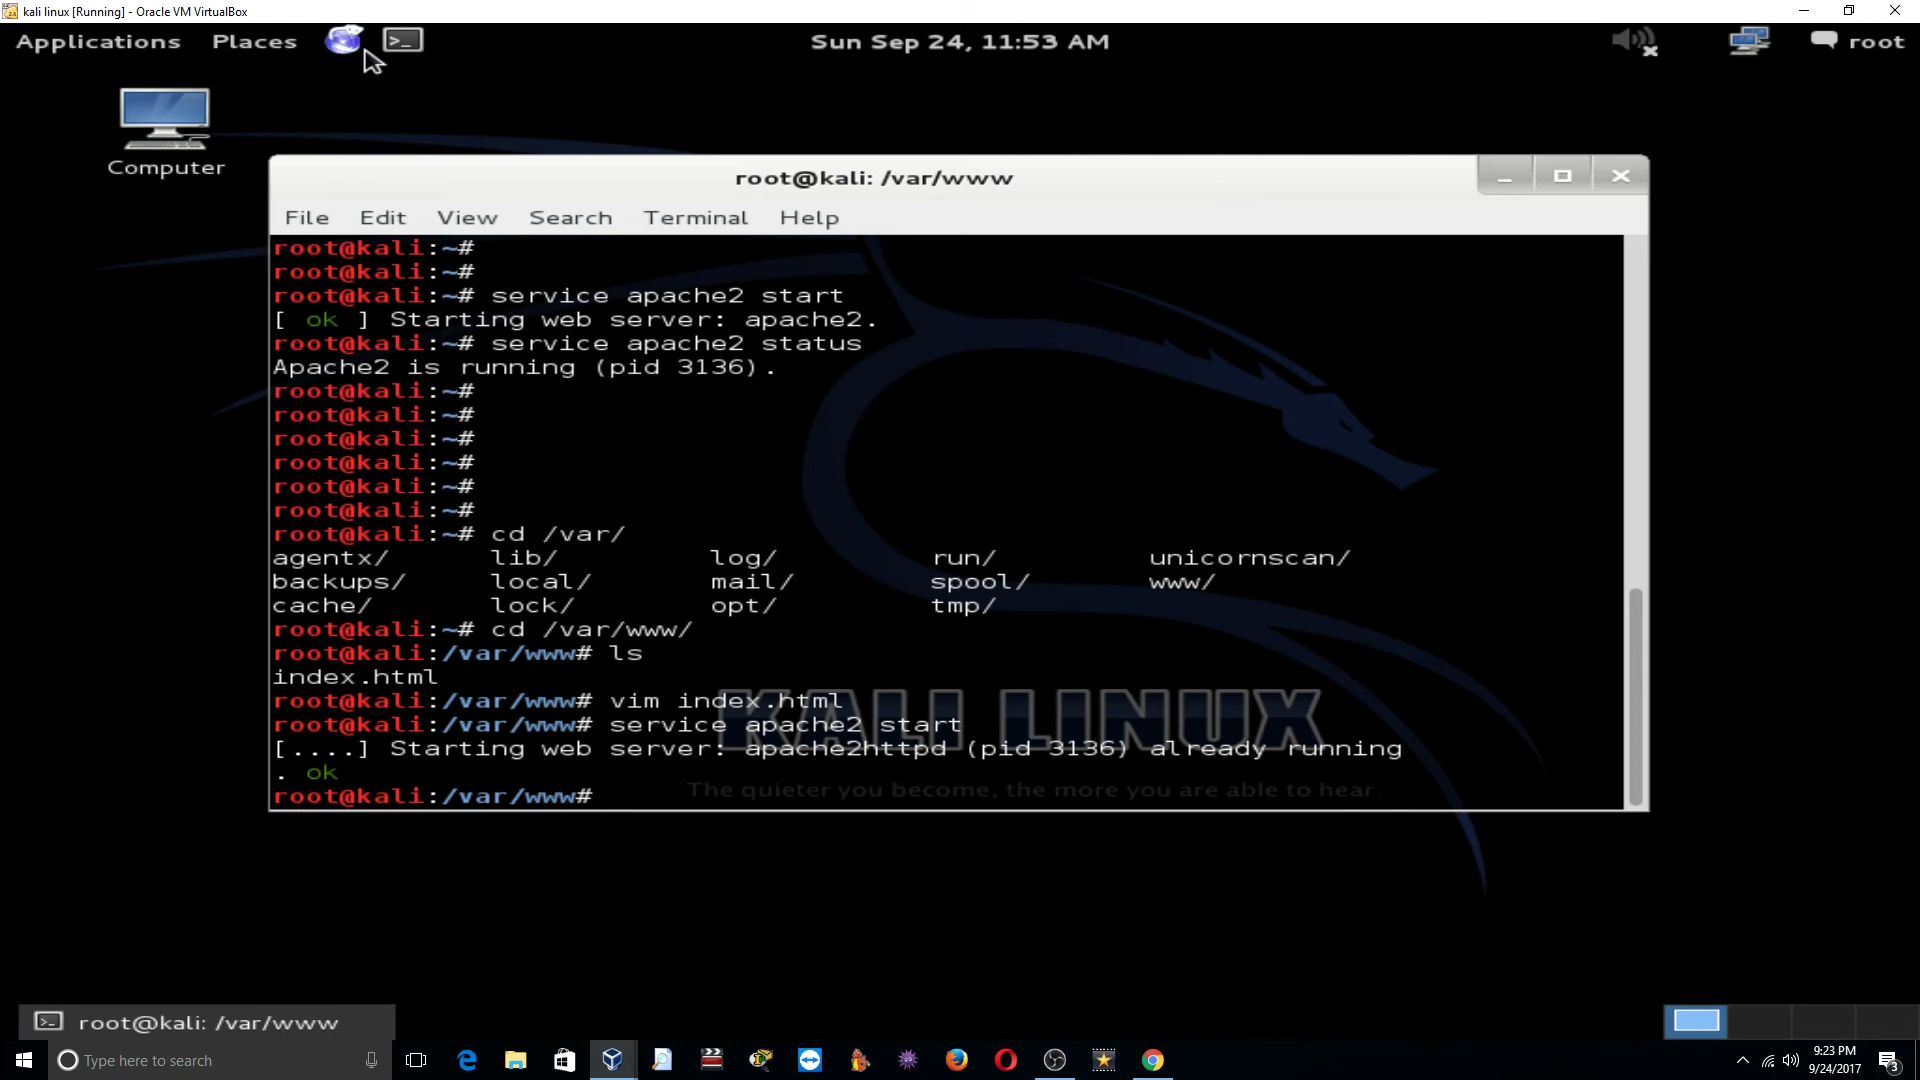 kali linux [Running] - Oracle VM VirtualBox
Applications Places Sun Sep 24, 11:53 AM root
Computer
root@kali: /var/www
File Edit View Search Terminal Help
root@kali:~#
root@kali:~#
root@kali:~# service apache2 start
[ ok ] Starting web server: apache2.
root@kali:~# service apache2 status
Apache2 is running (pid 3136).
root@kali:~#
root@kali:~#
root@kali:~#
root@kali:~#
root@kali:~#
root@kali:~#
root@kali:~# cd /var/
agentx/ lib/ log/ run/ unicornscan/
backups/ local/ mail/ spool/ www/
cache/ lock/ opt/ tmp/
root@kali:~# cd /var/www/
root@kali:/var/www# ls
index.html
root@kali:/var/www# vim index.html
root@kali:/var/www# service apache2 start
[....] Starting web server: apache2httpd (pid 3136) already running
. ok
root@kali:/var/www#
KALI LINUX
The quieter you become, the more you are able to hear.
root@kali: /var/www
Type here to search
9:23 PM
9/24/2017
3